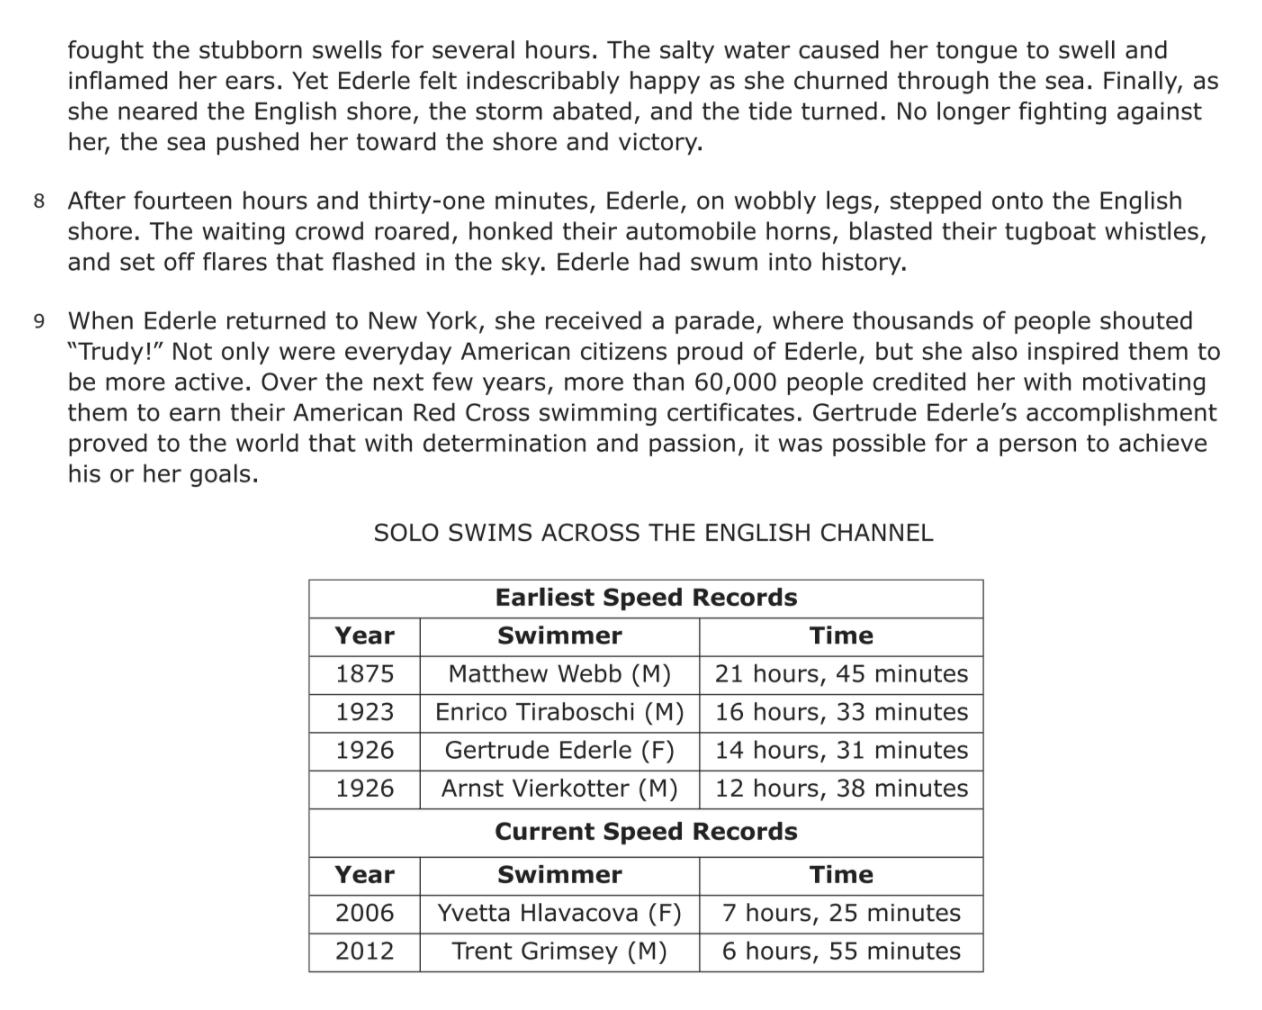 fought the stubborn swells for several hours. The salty water caused her tongue to swell and
inflamed her ears. Yet Ederle felt indescribably happy as she churned through the sea. Finally, as
she neared the English shore, the storm abated, and the tide turned. No longer fighting against
her, the sea pushed her toward the shore and victory.
8 After fourteen hours and thirty-one minutes, Ederle, on wobbly legs, stepped onto the English
shore. The waiting crowd roared, honked their automobile horns, blasted their tugboat whistles,
and set off flares that flashed in the sky. Ederle had swum into history.
9 When Ederle returned to New York, she received a parade, where thousands of people shouted
“Trudy!” Not only were everyday American citizens proud of Ederle, but she also inspired them to
be more active. Over the next few years, more than 60,000 people credited her with motivating
them to earn their American Red Cross swimming certificates. Gertrude Ederle’s accomplishment
proved to the world that with determination and passion, it was possible for a person to achieve
his or her goals.
SOLO SWIMS ACROSS THE ENGLISH CHANNEL
Earliest Speed Records
Year Swimmer Time
1875 Matthew Webb (M) 21 hours, 45 minutes
1923 Enrico Tiraboschi (M) 16 hours, 33 minutes
1926 Gertrude Ederle (F) 14 hours, 31 minutes
1926 Arnst Vierkotter (M) 12 hours, 38 minutes
Current Speed Records
Year Swimmer Time
2006 Yvetta Hlavacova (F) 7 hours, 25 minutes
2012 Trent Grimsey (M) 6 hours, 55 minutes